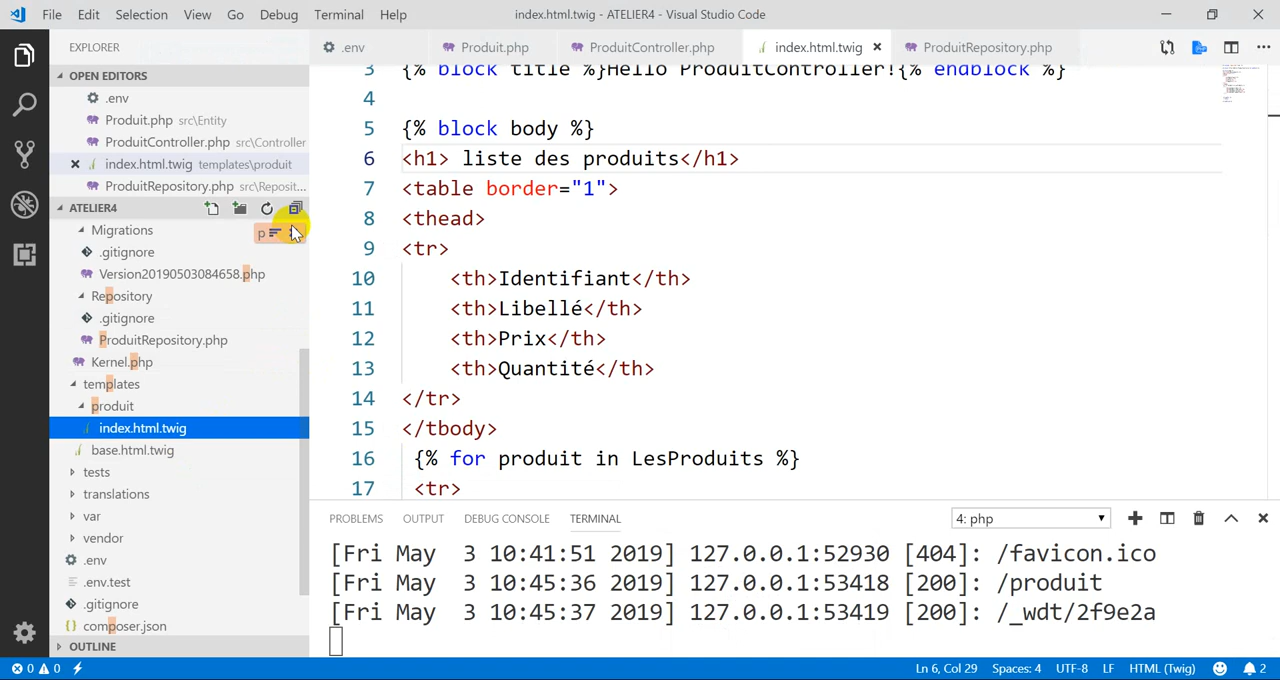 File Edit Selection View Go Debug Terminal Help index.html.twig - ATELIER4 - Visual Studio Code
EXPLORER
OPEN EDITORS
.env
Produit.php src\Entity
ProduitController.php src\Controller
index.html.twig templates\produit
ProduitRepository.php src\Reposit...
ATELIER4
Migrations
p
.gitignore
Version20190503084658.php
Repository
.gitignore
ProduitRepository.php
Kernel.php
templates
produit
index.html.twig
base.html.twig
tests
translations
var
vendor
.env
.env.test
.gitignore
composer.json
OUTLINE
.env Produit.php ProduitController.php index.html.twig ProduitRepository.php
3 {% block title %}Hello ProduitController!{% endblock %}
4
5 {% block body %}
6 <h1> liste des produits</h1>
7 <table border="1">
8 <thead>
9 <tr>
10 <th>Identifiant</th>
11 <th>Libellé</th>
12 <th>Prix</th>
13 <th>Quantité</th>
14 </tr>
15 </tbody>
16 {% for produit in LesProduits %}
17 <tr>
PROBLEMS OUTPUT DEBUG CONSOLE TERMINAL 4: php
[Fri May  3 10:41:51 2019] 127.0.0.1:52930 [404]: /favicon.ico
[Fri May  3 10:45:36 2019] 127.0.0.1:53418 [200]: /produit
[Fri May  3 10:45:37 2019] 127.0.0.1:53419 [200]: /_wdt/2f9e2a
0 0 Ln 6, Col 29 Spaces: 4 UTF-8 LF HTML (Twig) 2